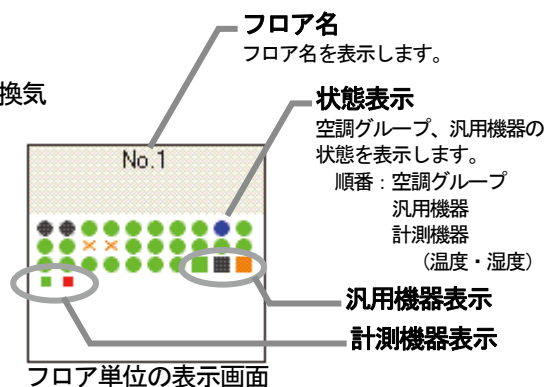 フロア名
フロア名を表示します。
換気
状態表示
空調グループ、汎用機器の
状態を表示します。
順番：空調グループ
汎用機器
計測機器
（温度・湿度）
No.1
汎用機器表示
計測機器表示
フロア単位の表示画面